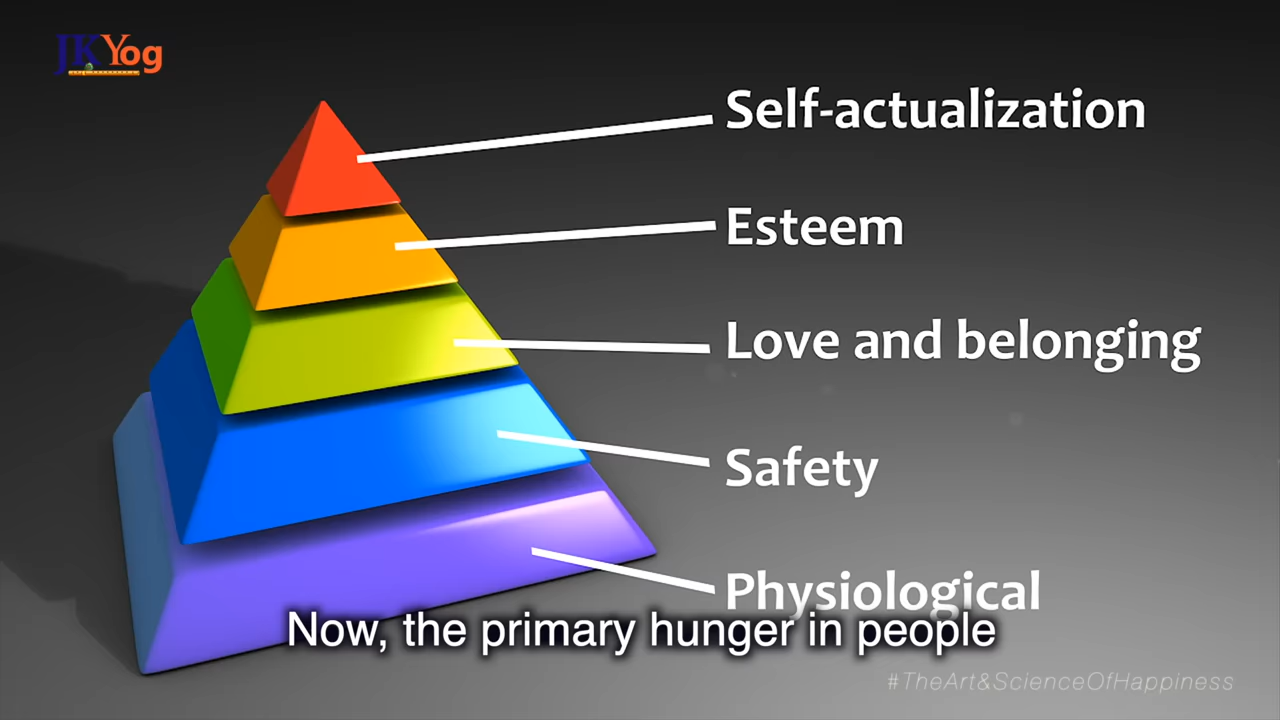 JKYog
Self-actualization
Esteem
Love and belonging
Safety
Physiological
Now, the primary hunger in people
#TheArt&ScienceOfHappiness